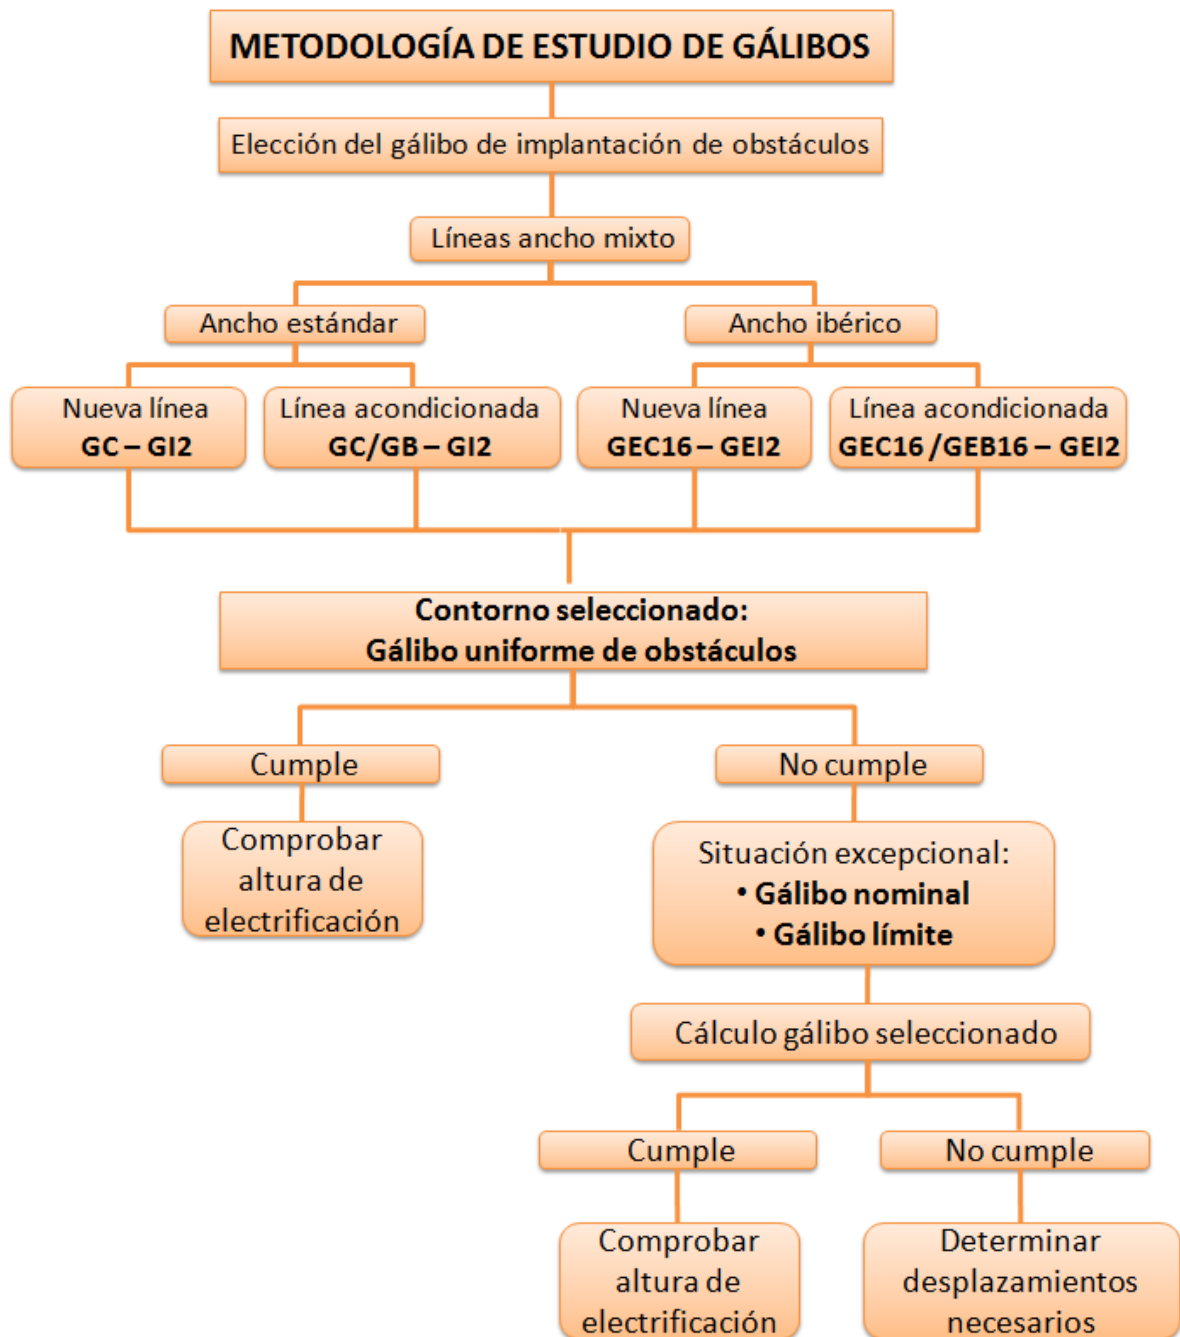 METODOLOGÍA DE ESTUDIO DE GÁLIBOS
Elección del gálibo de implantación de obstáculos
Líneas ancho mixto
Ancho estándar
Ancho ibérico
Nueva línea
GC – GI2
Línea acondicionada
GC/GB – GI2
Nueva línea
GEC16 – GEI2
Línea acondicionada
GEC16 /GEB16 – GEI2
Contorno seleccionado:
Gálibo uniforme de obstáculos
Cumple
No cumple
Comprobar
altura de
electrificación
Situación excepcional:
• Gálibo nominal
• Gálibo límite
Cálculo gálibo seleccionado
Cumple
No cumple
Comprobar
altura de
electrificación
Determinar
desplazamientos
necesarios